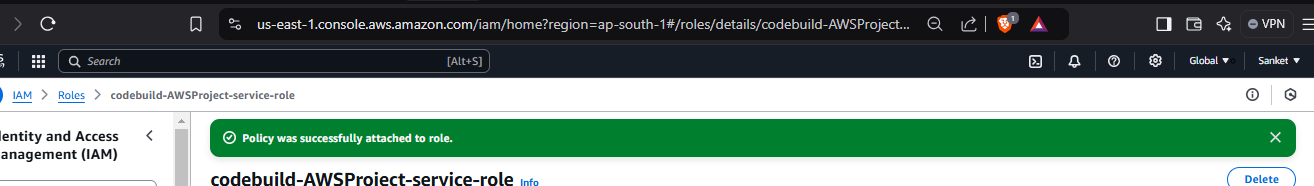 us-east-1.console.aws.amazon.com/iam/home?region=ap-south-1#/roles/details/codebuild-AWSProject... 1 VPN
Search [Alt+S] Global Sanket
IAM > Roles > codebuild-AWSProject-service-role
dentity and Access
anagement (IAM)
Policy was successfully attached to role.
codebuild-AWSProject-service-role Info Delete